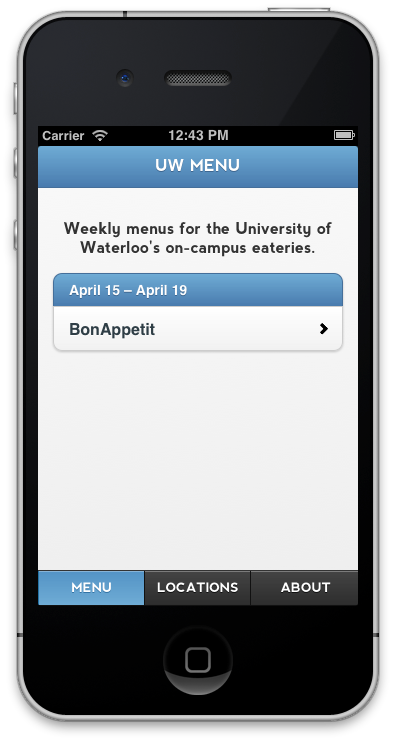 Carrier 12:43 PM
UW MENU
Weekly menus for the University of
Waterloo's on-campus eateries.
April 15 – April 19
BonAppetit
MENU LOCATIONS ABOUT